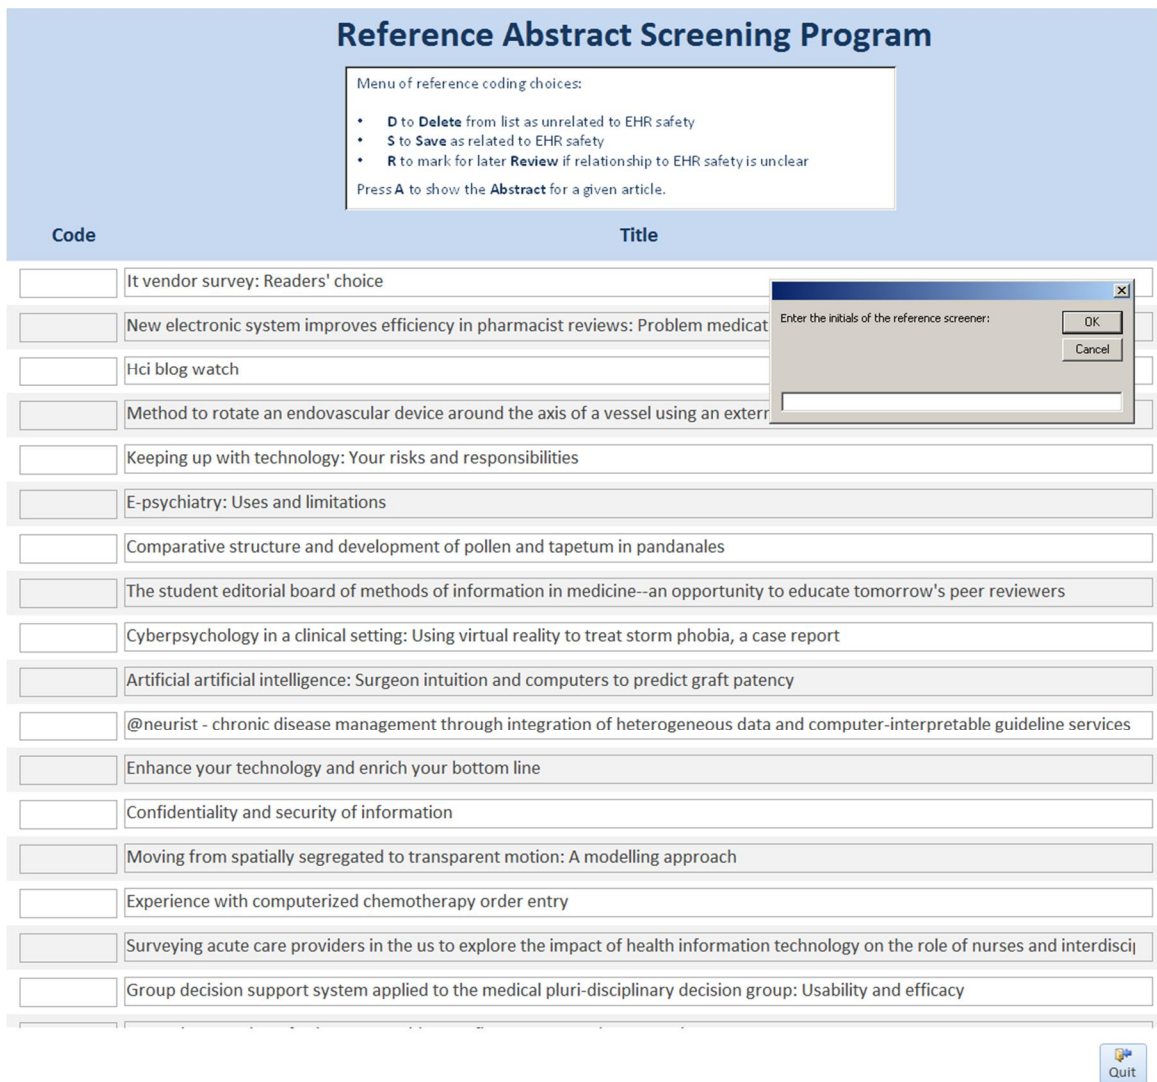 Reference Abstract Screening Program
Menu of reference coding choices:
• D to Delete from list as unrelated to EHR safety
• S to Save as related to EHR safety
• R to mark for later Review if relationship to EHR safety is unclear
Press A to show the Abstract for a given article.
Code Title
It vendor survey: Readers' choice
New electronic system improves efficiency in pharmacist reviews: Problem medicat
Enter the initials of the reference screener:
OK
Cancel
Hci blog watch
Method to rotate an endovascular device around the axis of a vessel using an extern
Keeping up with technology: Your risks and responsibilities
E-psychiatry: Uses and limitations
Comparative structure and development of pollen and tapetum in pandanales
The student editorial board of methods of information in medicine--an opportunity to educate tomorrow's peer reviewers
Cyberpsychology in a clinical setting: Using virtual reality to treat storm phobia, a case report
Artificial artificial intelligence: Surgeon intuition and computers to predict graft patency
@neurist - chronic disease management through integration of heterogeneous data and computer-interpretable guideline services
Enhance your technology and enrich your bottom line
Confidentiality and security of information
Moving from spatially segregated to transparent motion: A modelling approach
Experience with computerized chemotherapy order entry
Surveying acute care providers in the us to explore the impact of health information technology on the role of nurses and interdiscip
Group decision support system applied to the medical pluri-disciplinary decision group: Usability and efficacy
Quit